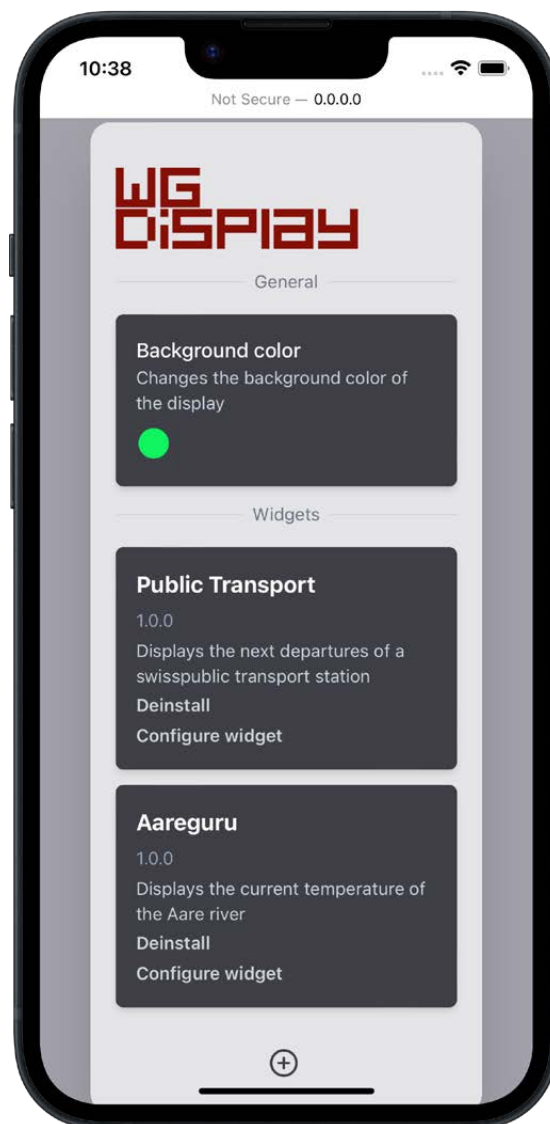 10:38
Not Secure — 0.0.0.0
WG
DiSPlay
General
Background color
Changes the background color of
the display
Widgets
Public Transport
1.0.0
Displays the next departures of a
swisspublic transport station
Deinstall
Configure widget
Aareguru
1.0.0
Displays the current temperature of
the Aare river
Deinstall
Configure widget